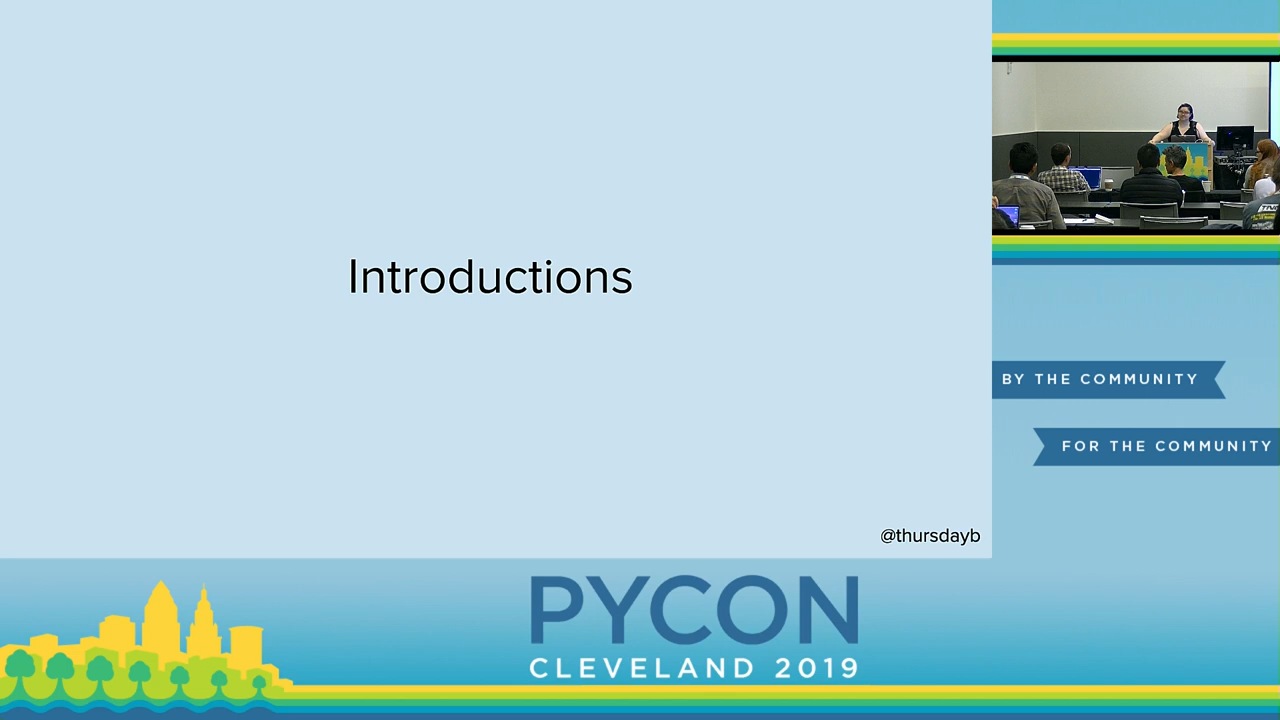 Introductions
@thursdayb
BY THE COMMUNITY
FOR THE COMMUNITY
PYCON
CLEVELAND 2019